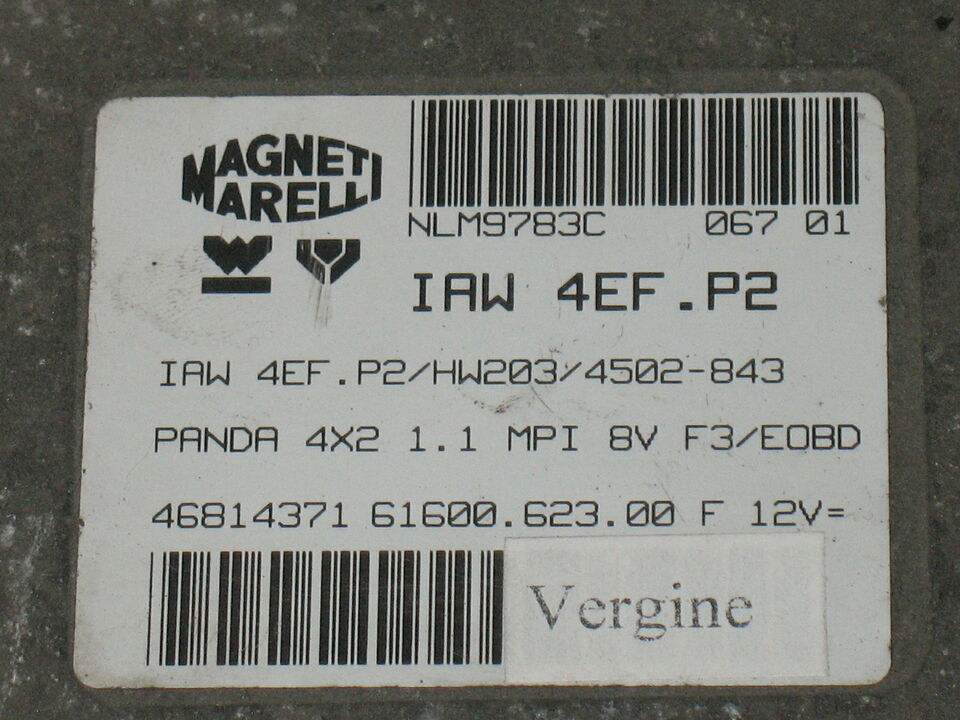 MAGNETI
MARELLI
NLM9783C 067 01
IAW 4EF.P2
IAW 4EF.P2/HW203/4502-843
PANDA 4X2 1.1 MPI 8V F3/EOBD
46814371 61600.623.00 F 12V=
Vergine